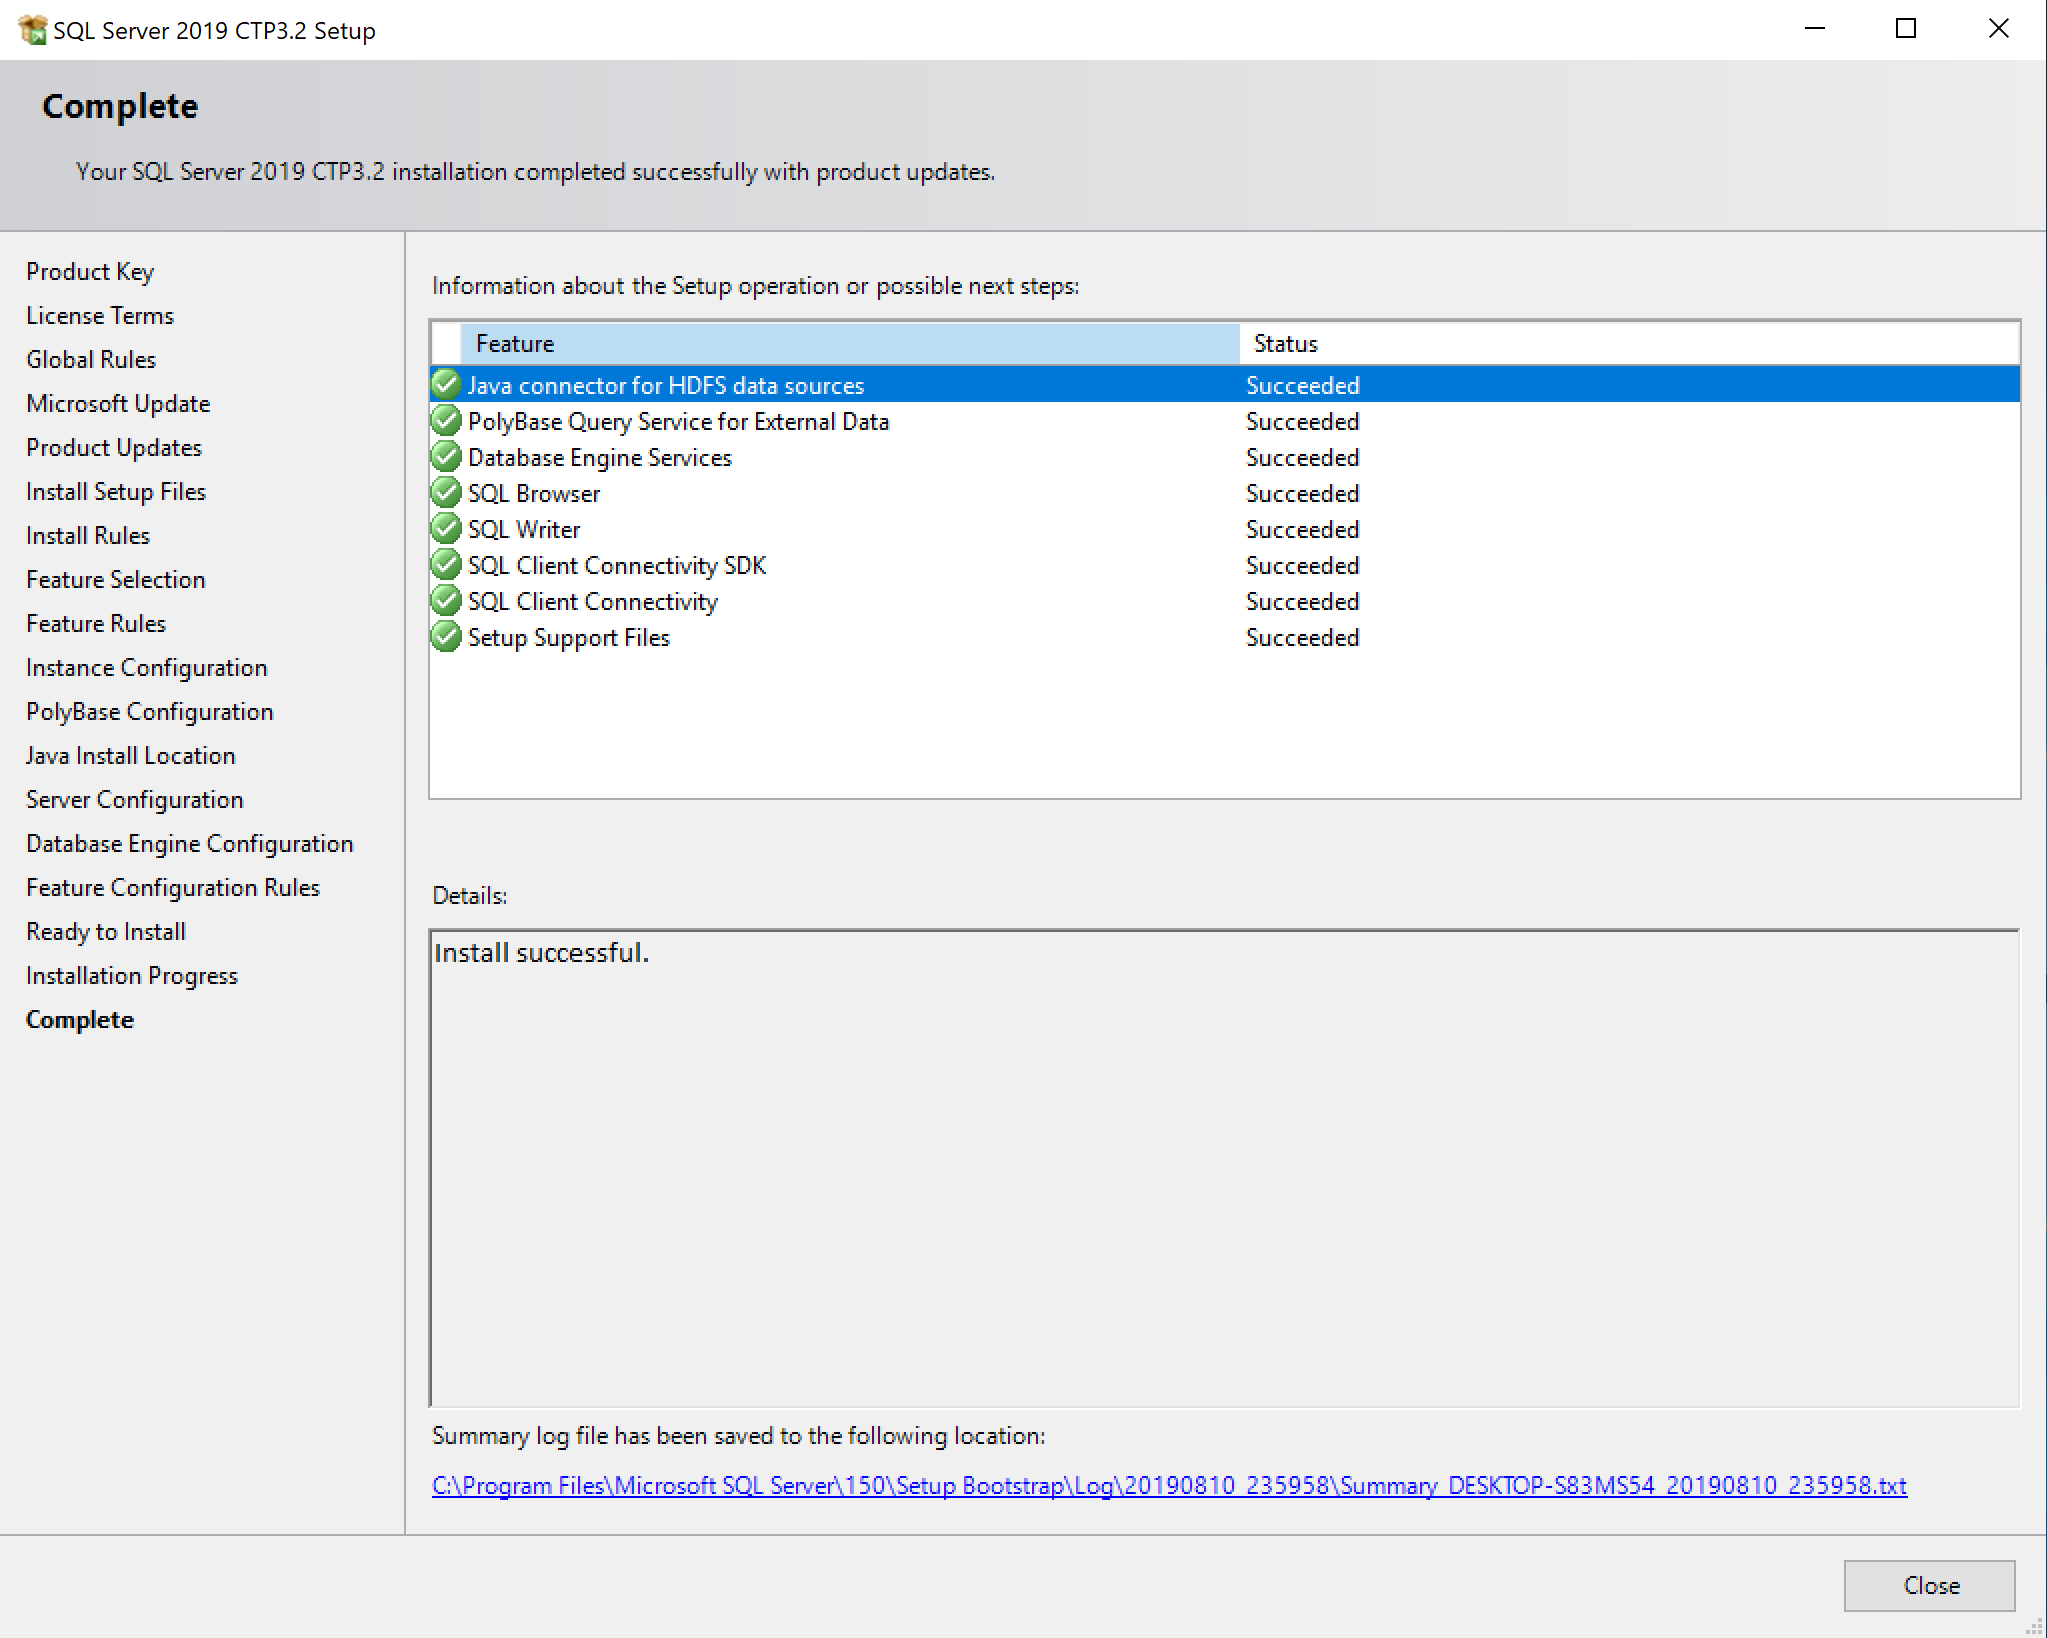 SQL Server 2019 CTP3.2 Setup
Complete
Your SQL Server 2019 CTP3.2 installation completed successfully with product updates.
Product Key
License Terms
Global Rules
Microsoft Update
Product Updates
Install Setup Files
Install Rules
Feature Selection
Feature Rules
Instance Configuration
PolyBase Configuration
Java Install Location
Server Configuration
Database Engine Configuration
Feature Configuration Rules
Ready to Install
Installation Progress
Complete
Information about the Setup operation or possible next steps:
Feature Status
Java connector for HDFS data sources Succeeded
PolyBase Query Service for External Data Succeeded
Database Engine Services Succeeded
SQL Browser Succeeded
SQL Writer Succeeded
SQL Client Connectivity SDK Succeeded
SQL Client Connectivity Succeeded
Setup Support Files Succeeded
Details:
Install successful.
Summary log file has been saved to the following location:
C:\Program Files\Microsoft SQL Server\150\Setup Bootstrap\Log\20190810_235958\Summary_DESKTOP-S83MS54_20190810_235958.txt
Close